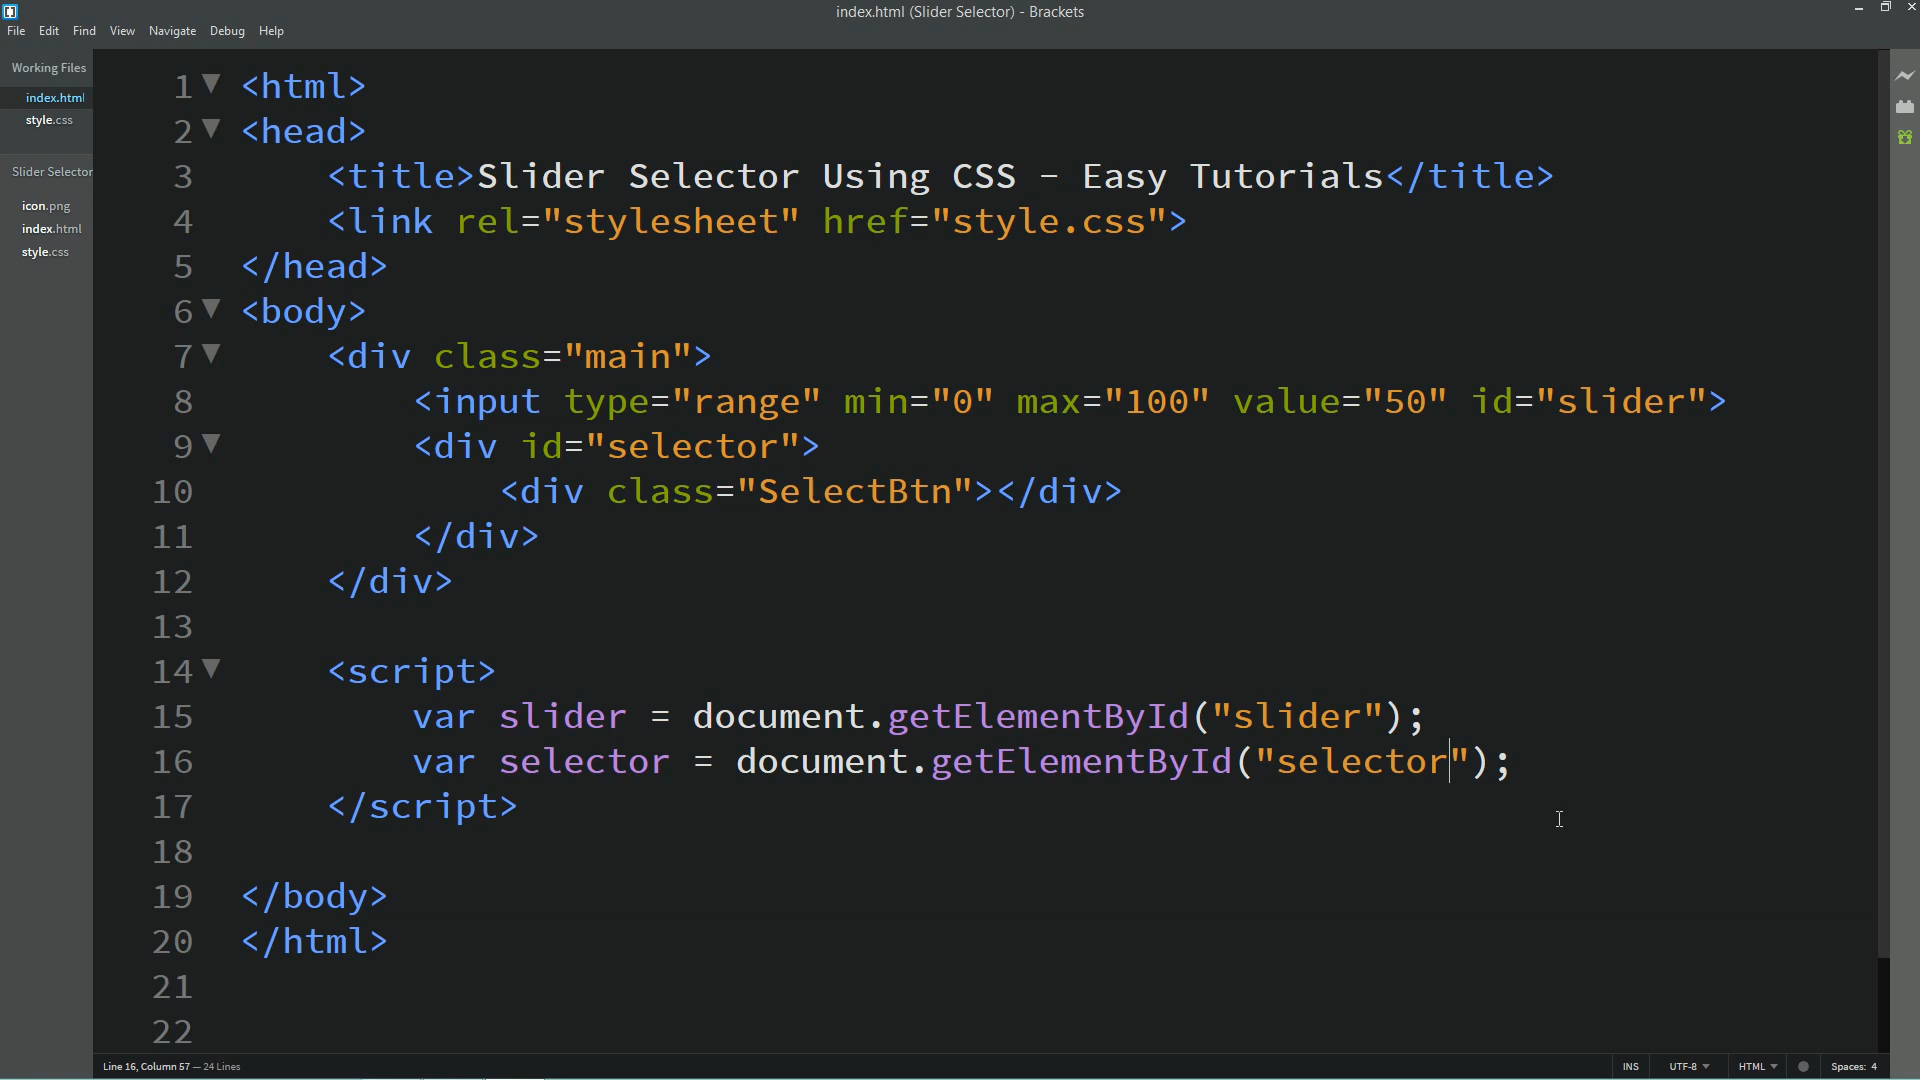 index.html (Slider Selector) - Brackets
File Edit Find View Navigate Debug Help
Working Files
index.html
style.css
Slider Selector
icon.png
index.html
style.css
1 <html>
2 <head>
3 <title>Slider Selector Using CSS - Easy Tutorials</title>
4 <link rel="stylesheet" href="style.css">
5 </head>
6 <body>
7 <div class="main">
8 <input type="range" min="0" max="100" value="50" id="slider">
9 <div id="selector">
10 <div class="SelectBtn"></div>
11 </div>
12 </div>
13
14 <script>
15 var slider = document.getElementById("slider");
16 var selector = document.getElementById("selector");
17 </script>
18
19 </body>
20 </html>
21
22
Line 16, Column 57 — 24 Lines
INS UTF-8 HTML Spaces: 4